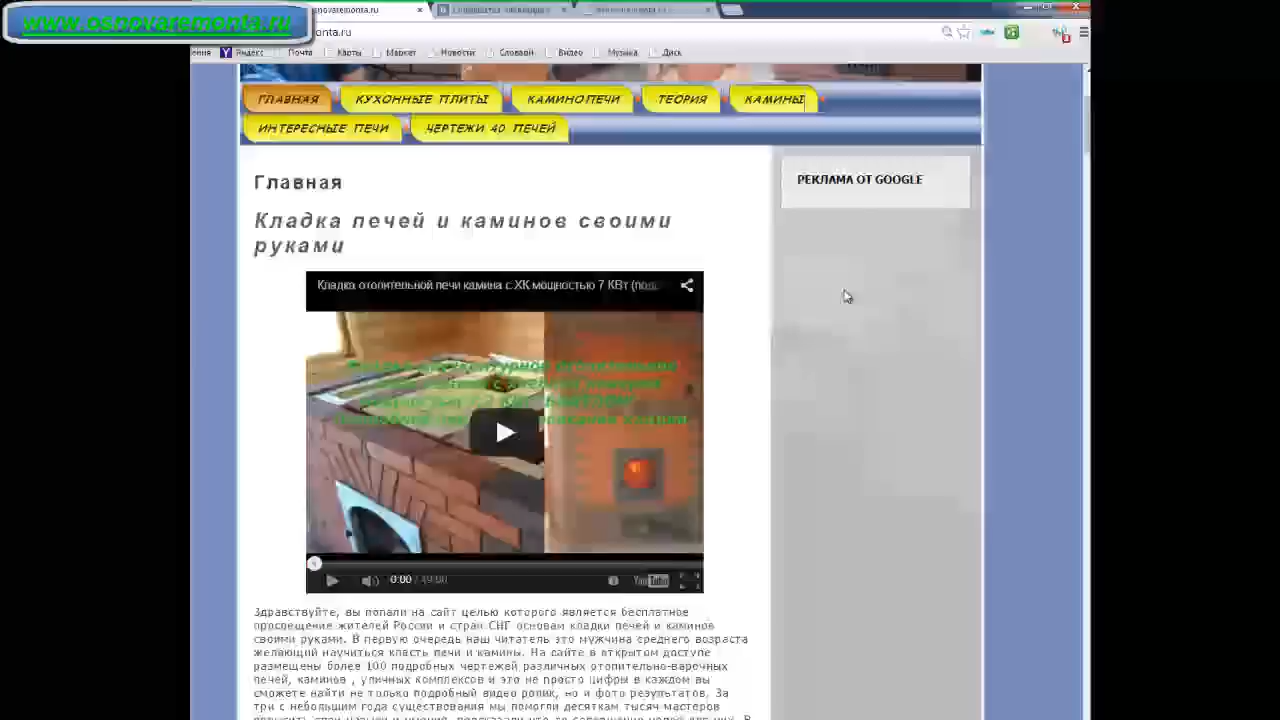 www.osnovaremonta.ru
Яндекс Почта Карты Маркет Новости Словари Видео Музыка Диск
ГЛАВНАЯ КУХОННЫЕ ПЛИТЫ КАМИНОПЕЧИ ТЕОРИЯ КАМИНЫ
ИНТЕРЕСНЫЕ ПЕЧИ ЧЕРТЕЖИ 40 ПЕЧЕЙ
Главная
РЕКЛАМА ОТ GOOGLE
Кладка печей и каминов своими
руками
Кладка отопительной печи камина с ХК мощностью 7 КВт
0:00 / 49:00
YouTube
Здравствуйте, вы попали на сайт целью которого является бесплатное
просвещение жителей России и стран СНГ основам кладки печей и каминов
своими руками. В первую очередь наш читатель это мужчина среднего возраста
желающий научиться класть печи и камины. На сайте в открытом доступе
размещены более 100 подробных чертежей различных отопительно-варочных
печей, каминов , уличных комплексов и это не просто цифры в каждом вы
сможете найти не только подробный видео ролик, но и фото результатов. За
три с небольшим года существования мы помогли десяткам тысяч мастеров